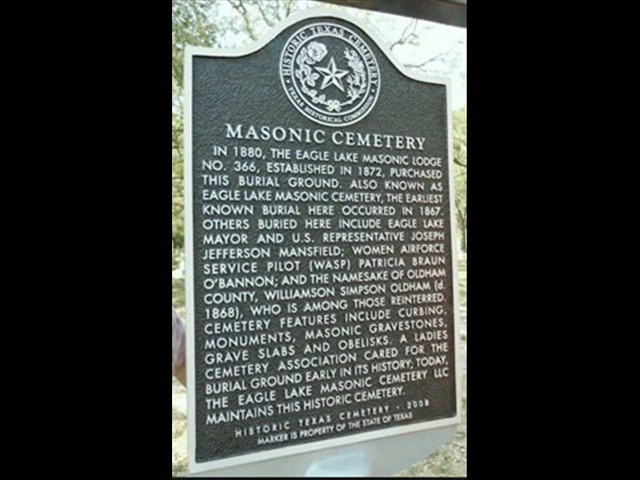 HISTORIC TEXAS CEMETERY
TEXAS HISTORICAL COMMISSION
MASONIC CEMETERY
IN 1880, THE EAGLE LAKE MASONIC LODGE
NO. 366, ESTABLISHED IN 1872, PURCHASED
THIS BURIAL GROUND. ALSO KNOWN AS
EAGLE LAKE MASONIC CEMETERY, THE EARLIEST
KNOWN BURIAL HERE OCCURRED IN 1867.
OTHERS BURIED HERE INCLUDE EAGLE LAKE
MAYOR AND U.S. REPRESENTATIVE JOSEPH
JEFFERSON MANSFIELD; WOMEN AIRFORCE
SERVICE PILOT (WASP) PATRICIA BRAUN
O'BANNON; AND THE NAMESAKE OF OLDHAM
COUNTY, WILLIAMSON SIMPSON OLDHAM (d.
1868), WHO IS AMONG THOSE REINTERRED.
CEMETERY FEATURES INCLUDE CURBING,
MONUMENTS, MASONIC GRAVESTONES,
GRAVE SLABS AND OBELISKS. A LADIES
CEMETERY ASSOCIATION CARED FOR THE
BURIAL GROUND EARLY IN ITS HISTORY; TODAY,
THE EAGLE LAKE MASONIC CEMETERY LLC
MAINTAINS THIS HISTORIC CEMETERY.
HISTORIC TEXAS CEMETERY - 2008
MARKER IS PROPERTY OF THE STATE OF TEXAS